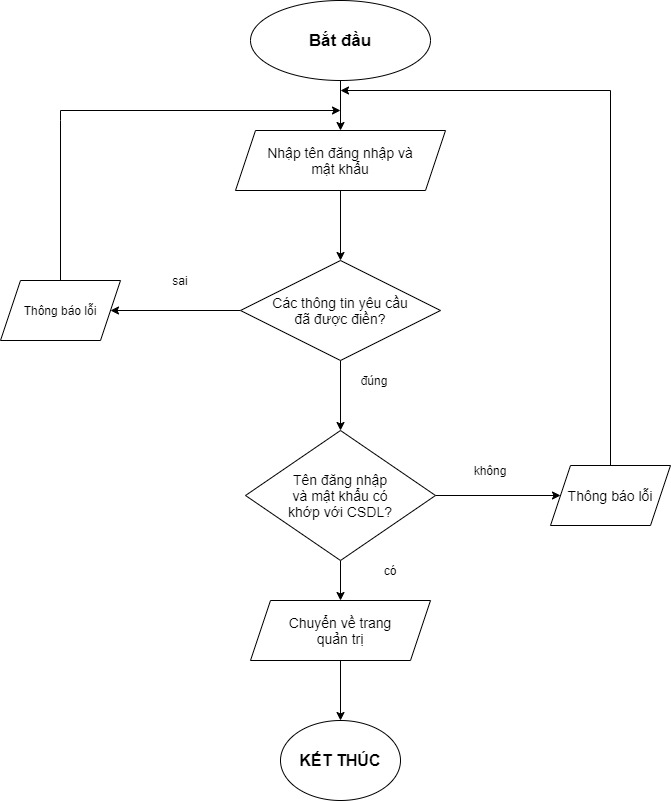 Bắt đầu
Nhập tên đăng nhập và
mật khẩu
sai
Thông báo lỗi
Các thông tin yêu cầu
đã được điền?
đúng
Tên đăng nhập
và mật khẩu có
khớp với CSDL?
không
Thông báo lỗi
có
Chuyển về trang
quản trị
KẾT THÚC